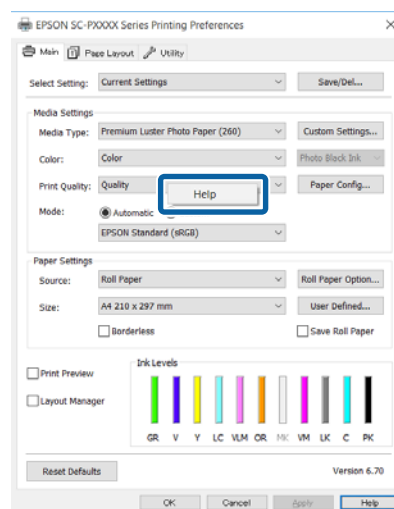 EPSON SC-PXXXX Series Printing Preferences
Main Page Layout Utility
Select Setting: Current Settings Save/Del...
Media Settings
Media Type: Premium Luster Photo Paper (260) Custom Settings...
Color: Color Photo Black Ink
Print Quality: Quality Paper Config...
Help
Mode: Automatic
EPSON Standard (sRGB)
Paper Settings
Source: Roll Paper Roll Paper Option...
Size: A4 210 x 297 mm User Defined...
Borderless Save Roll Paper
Ink Levels
Print Preview
Layout Manager
GR V Y LC VLM OR MK VM LK C PK
Reset Defaults Version 6.70
OK Cancel Apply Help